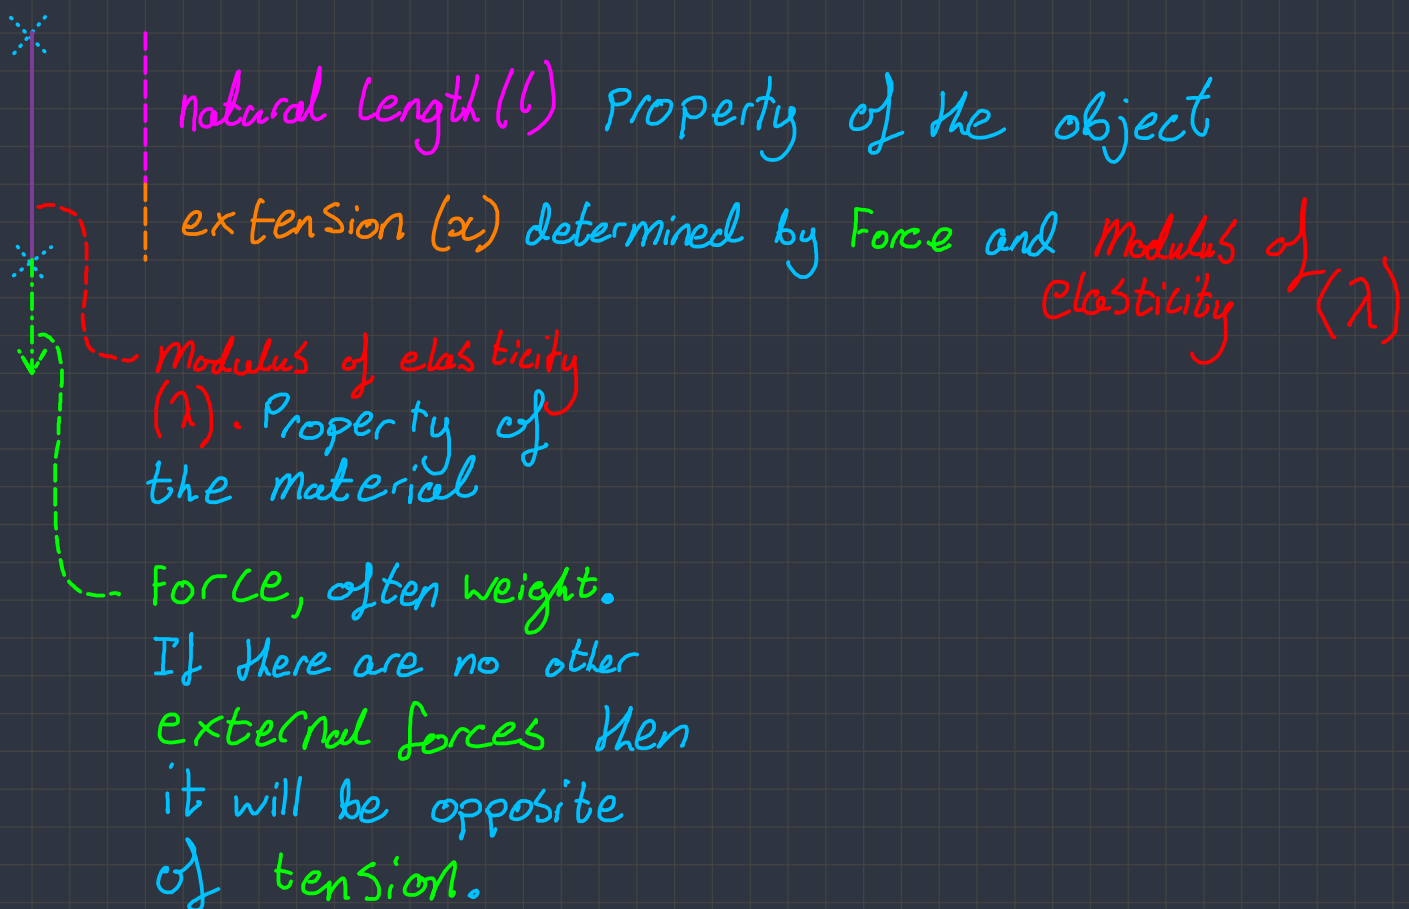 natural length (l) Property of the object
extension (x) determined by Force and Modulus of
elasticity (λ)
Modulus of elasticity
(λ). Property of
the material
Force, often weight.
If there are no other
external forces then
it will be opposite
of tension.